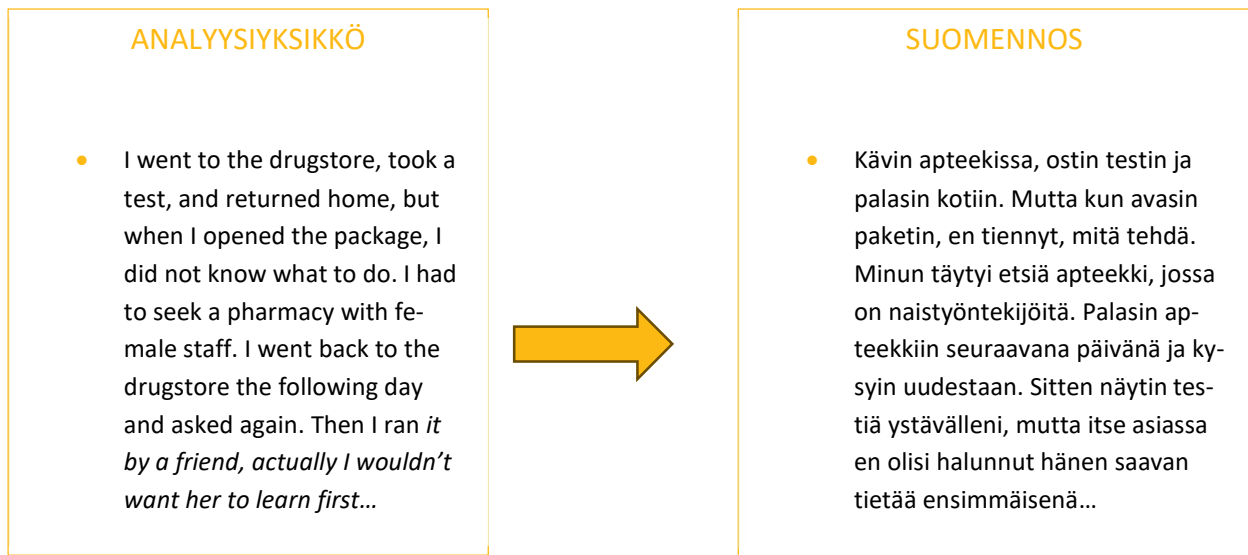 ANALYYSIYKSIKKÖ
• I went to the drugstore, took a
test, and returned home, but
when I opened the package, I
did not know what to do. I had
to seek a pharmacy with fe-
male staff. I went back to the
drugstore the following day
and asked again. Then I ran it
by a friend, actually I wouldn’t
want her to learn first…
SUOMENNOS
• Kävin apteekissa, ostin testin ja
palasin kotiin. Mutta kun avasin
paketin, en tiennyt, mitä tehdä.
Minun täytyi etsiä apteekki, jossa
on naistyöntekijöitä. Palasin ap-
teekkiin seuraavana päivänä ja ky-
syin uudestaan. Sitten näytin tes-
tiä ystävälleni, mutta itse asiassa
en olisi halunnut hänen saavan
tietää ensimmäisenä…